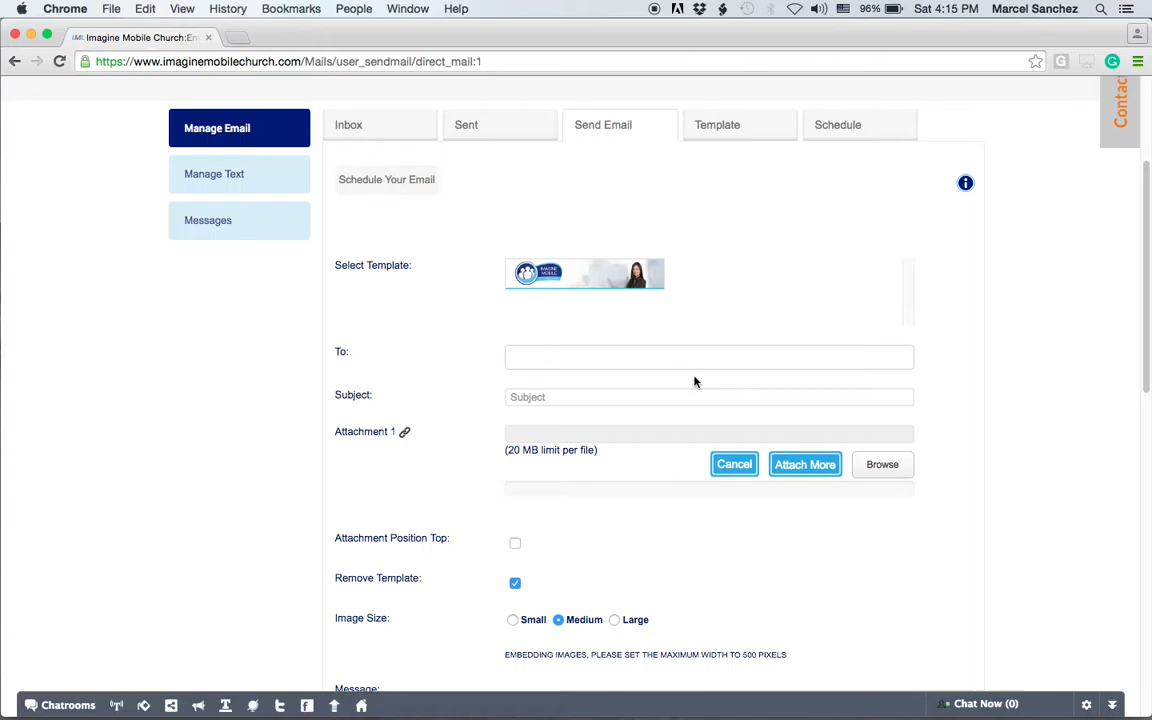 Chrome File Edit View History Bookmarks People Window Help 96% Sat 4:15 PM Marcel Sanchez
Imagine Mobile Church:Em
https://www.imaginemobilechurch.com/Mails/user_sendmail/direct_mail:1
Contac
Manage Email
Inbox Sent Send Email Template Schedule
Manage Text
Messages
Schedule Your Email
Select Template:
IMAGINE
MOBILE
To:
Subject: Subject
Attachment 1
(20 MB limit per file)
Cancel Attach More Browse
Attachment Position Top:
Remove Template:
Image Size: Small Medium Large
EMBEDDING IMAGES, PLEASE SET THE MAXIMUM WIDTH TO 500 PIXELS
Message:
Chatrooms Chat Now (0)